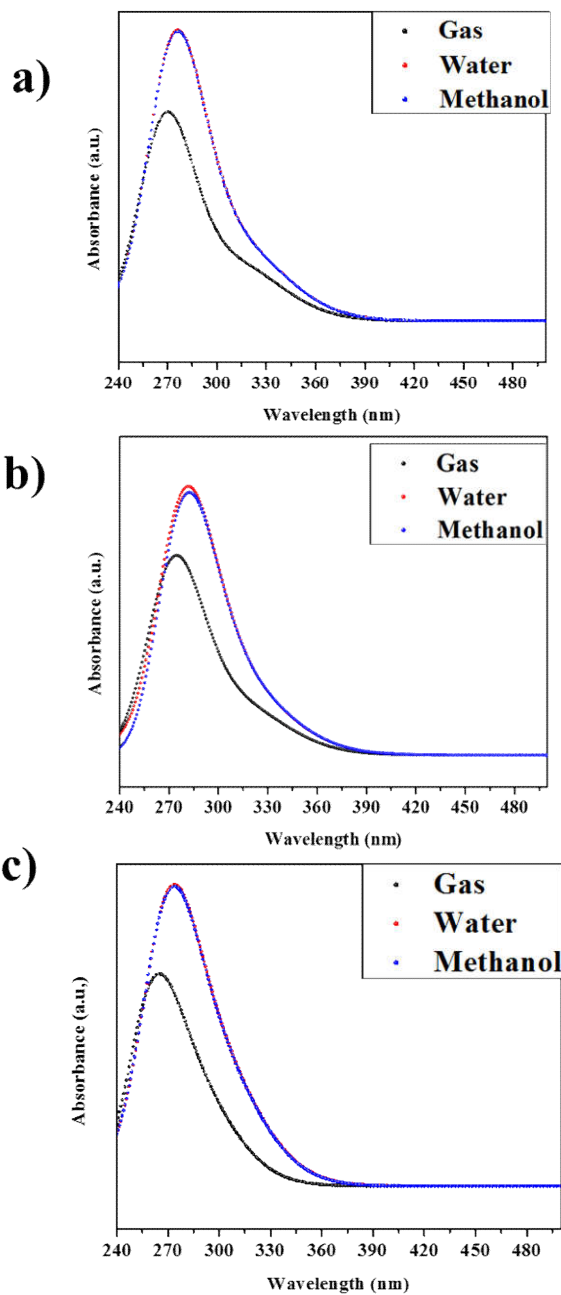 a)
Gas
Water
Methanol
Absorbance (a.u.)
240 270 300 330 360 390 420 450 480
Wavelength (nm)
b)
Gas
Water
Methanol
Absorbance (a.u.)
240 270 300 330 360 390 420 450 480
Wavelength (nm)
c)
Gas
Water
Methanol
Absorbance (a.u,)
240 270 300 330 360 390 420 450 480
Wavelength (nm)